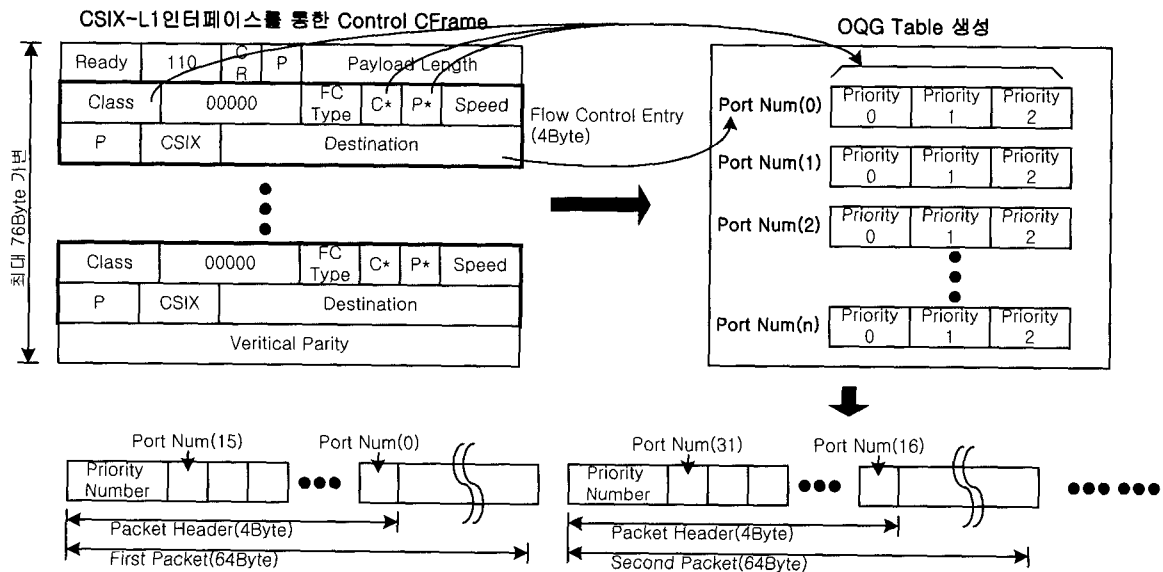 CSIX-L1인터페이스를 통한 Control CFrame
Ready 110 CR P Payload Length
Class 00000 FC Type C* P* Speed
P CSIX Destination
Flow Control Entry
(4Byte)
최대 76Byte 가변
Class 00000 FC Type C* P* Speed
P CSIX Destination
Veritical Parity
OQG Table 생성
Port Num(0) Priority 0 Priority 1 Priority 2
Port Num(1) Priority 0 Priority 1 Priority 2
Port Num(2) Priority 0 Priority 1 Priority 2
Port Num(n) Priority 0 Priority 1 Priority 2
Port Num(15) Port Num(0)
Priority Number
Packet Header(4Byte)
First Packet(64Byte)
Port Num(31) Port Num(16)
Priority Number
Packet Header(4Byte)
Second Packet(64Byte)